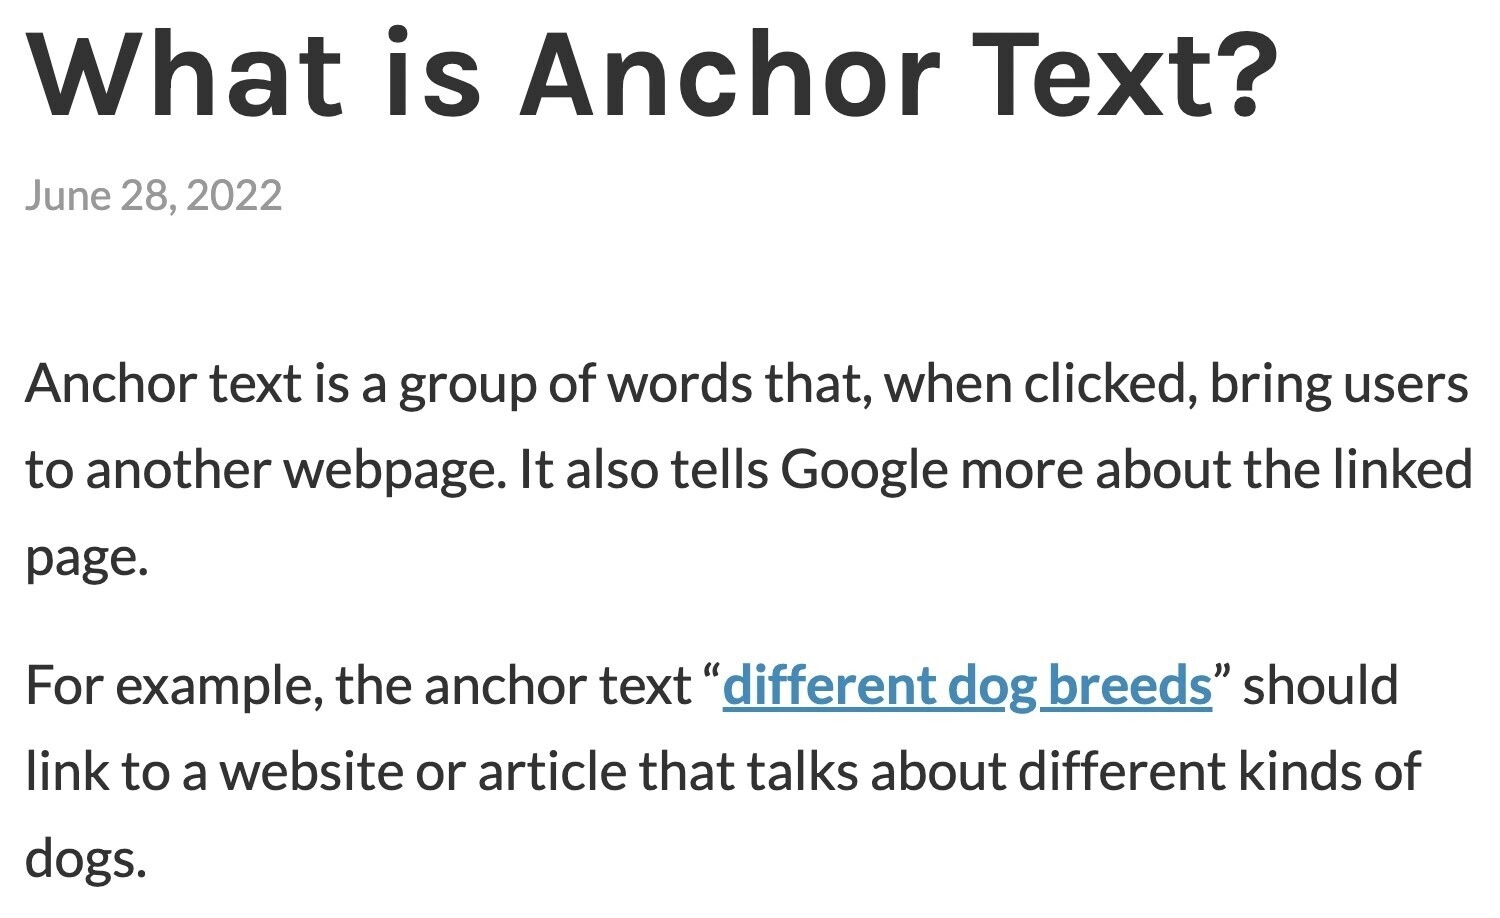 What is Anchor Text?
June 28, 2022
Anchor text is a group of words that, when clicked, bring users
to another webpage. It also tells Google more about the linked
page.
For example, the anchor text “different dog breeds” should
link to a website or article that talks about different kinds of
dogs.